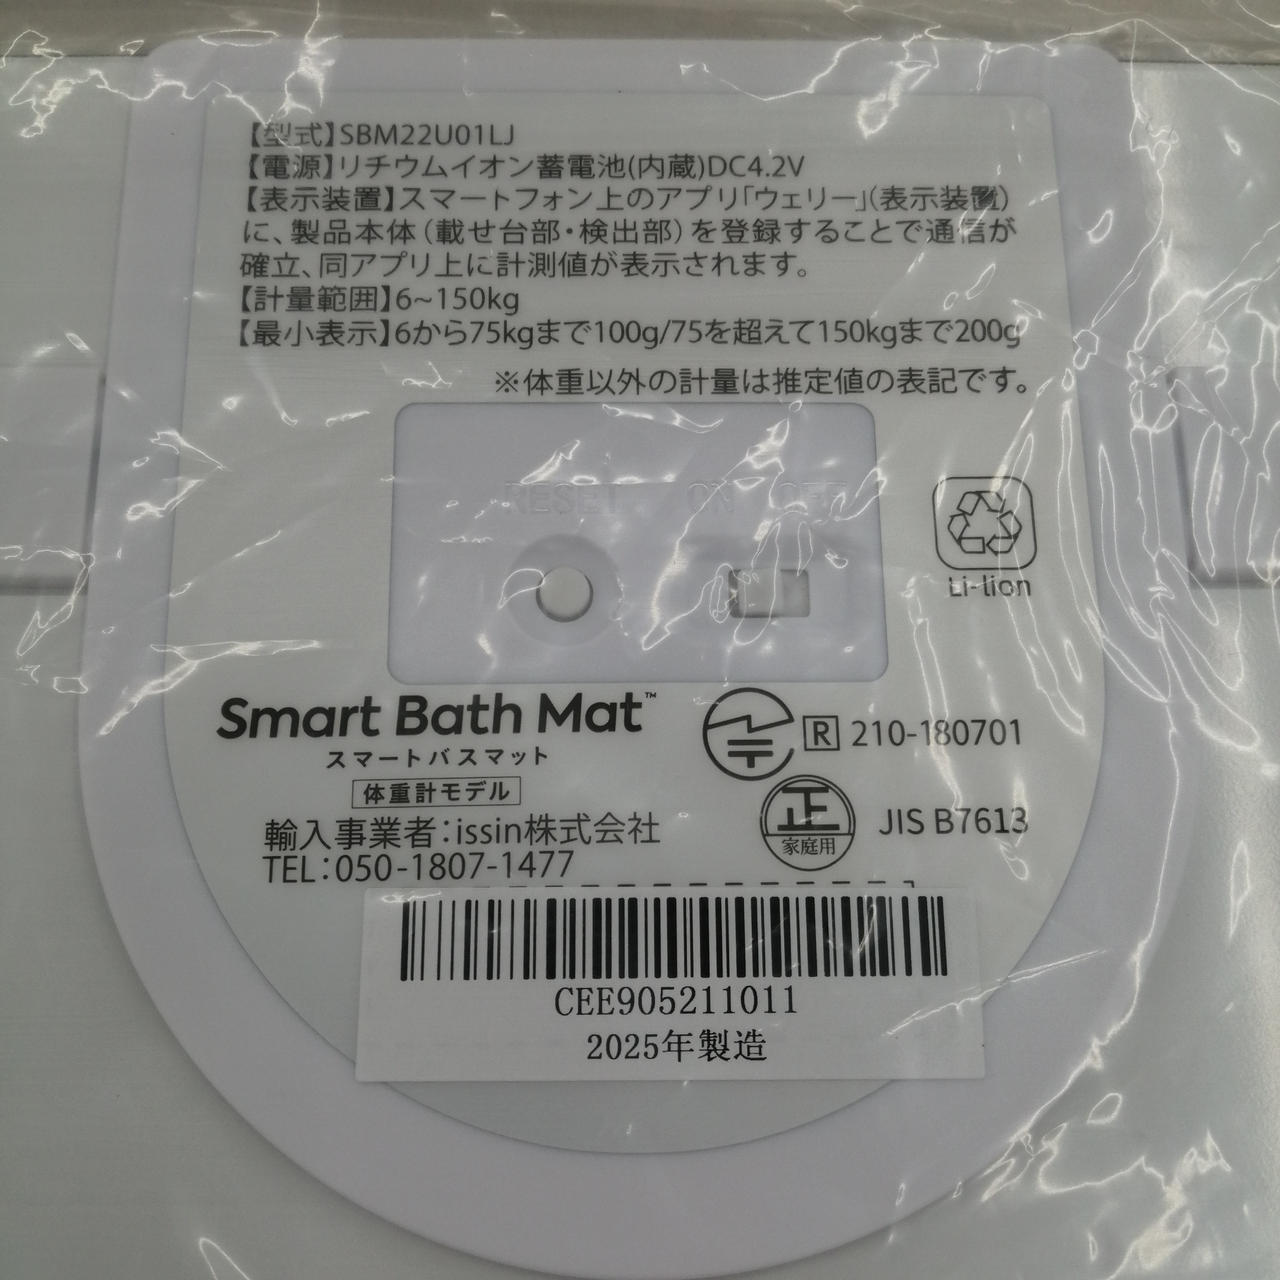 【型式】SBM22U01LJ
【電源】リチウムイオン蓄電池(内蔵)DC4.2V
【表示装置】スマートフォン上のアプリ「ウェリー」(表示装置)
に、製品本体(載せ台部・検出部)を登録することで通信が
確立、同アプリ上に計測値が表示されます。
【計量範囲】6~150kg
【最小表示】6から75kgまで100g/75を超えて150kgまで200g
※体重以外の計量は推定値の表記です。
RESET ON OFF
Li-lion
Smart Bath Mat™
スマートバスマット
体重計モデル
R 210-180701
正
家庭用
JIS B7613
輸入事業者:issin株式会社
TEL:050-1807-1477
CEE905211011
2025年製造